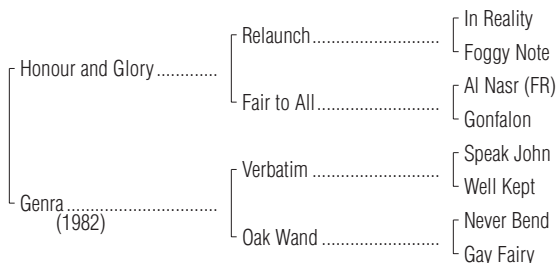 In Reality
Relaunch
Foggy Note
Honour and Glory
Al Nasr (FR)
Fair to All
Gonfalon
Speak John
Verbatim
Well Kept
Genra
(1982)
Never Bend
Oak Wand
Gay Fairy